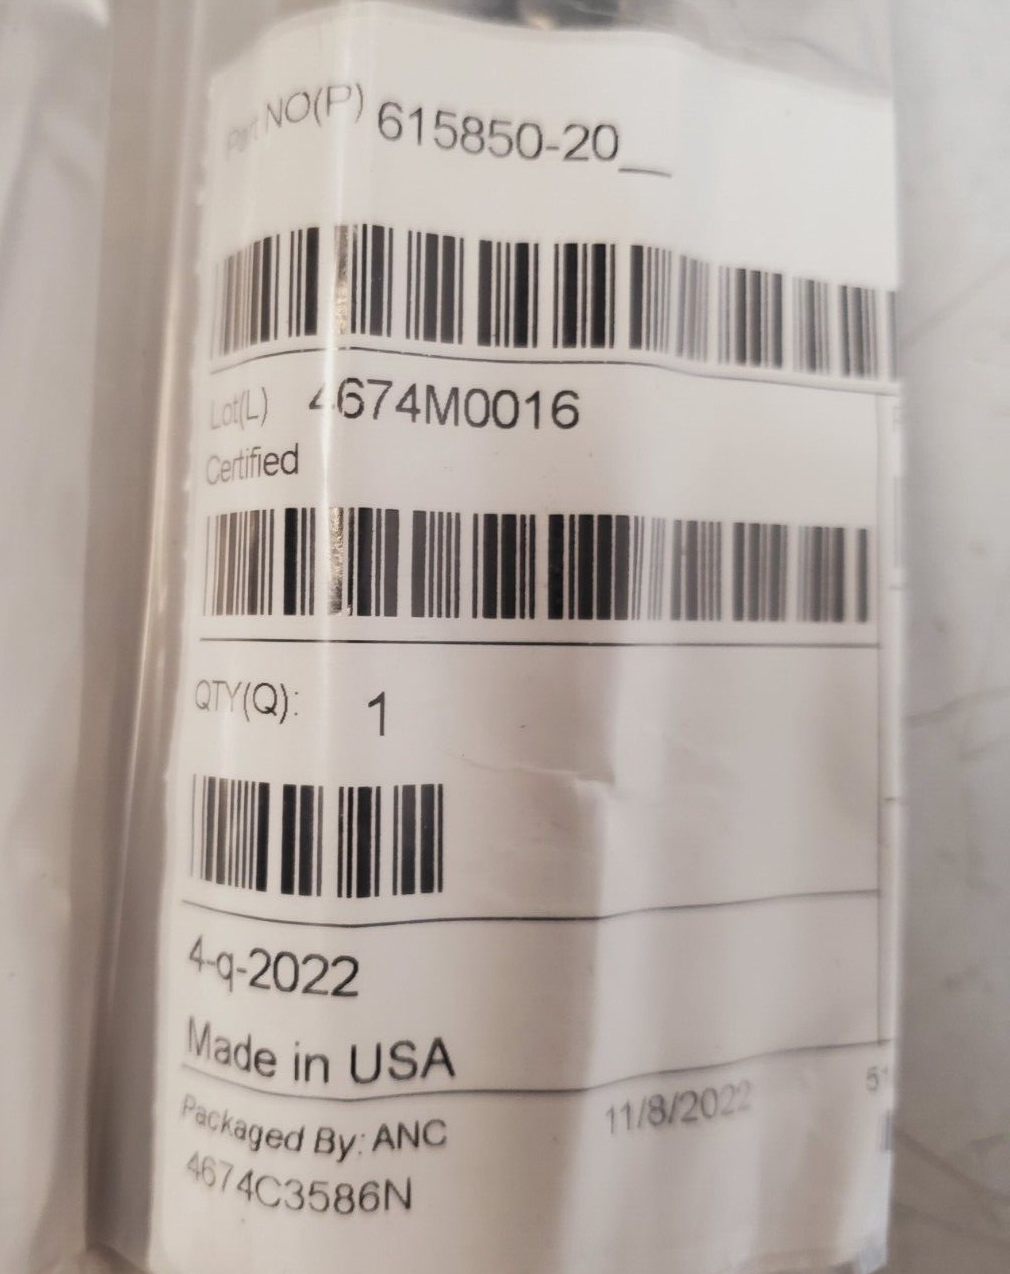 Part NO(P) 615850-20__
Lot(L) 4674M0016
Certified
QTY(Q): 1
4-q-2022
Made in USA
Packaged By: ANC 11/8/2022
4674C3586N